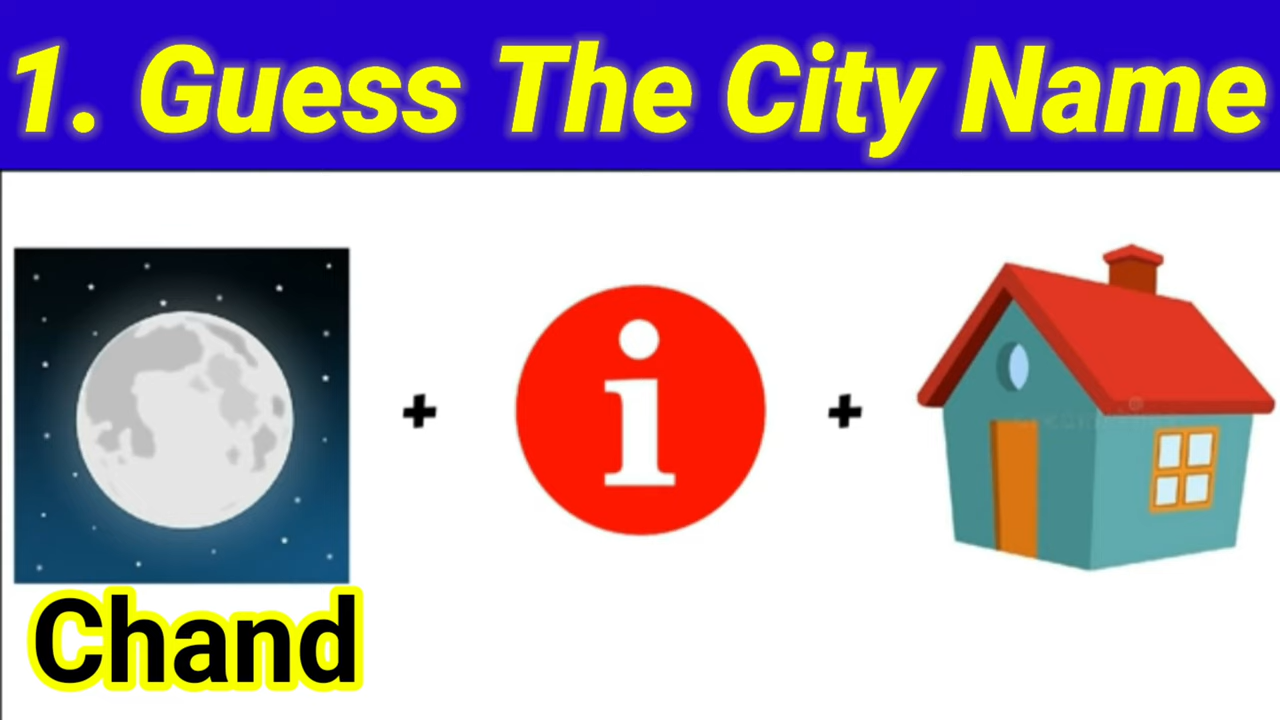 1. Guess The City Name
+ i +
Chand